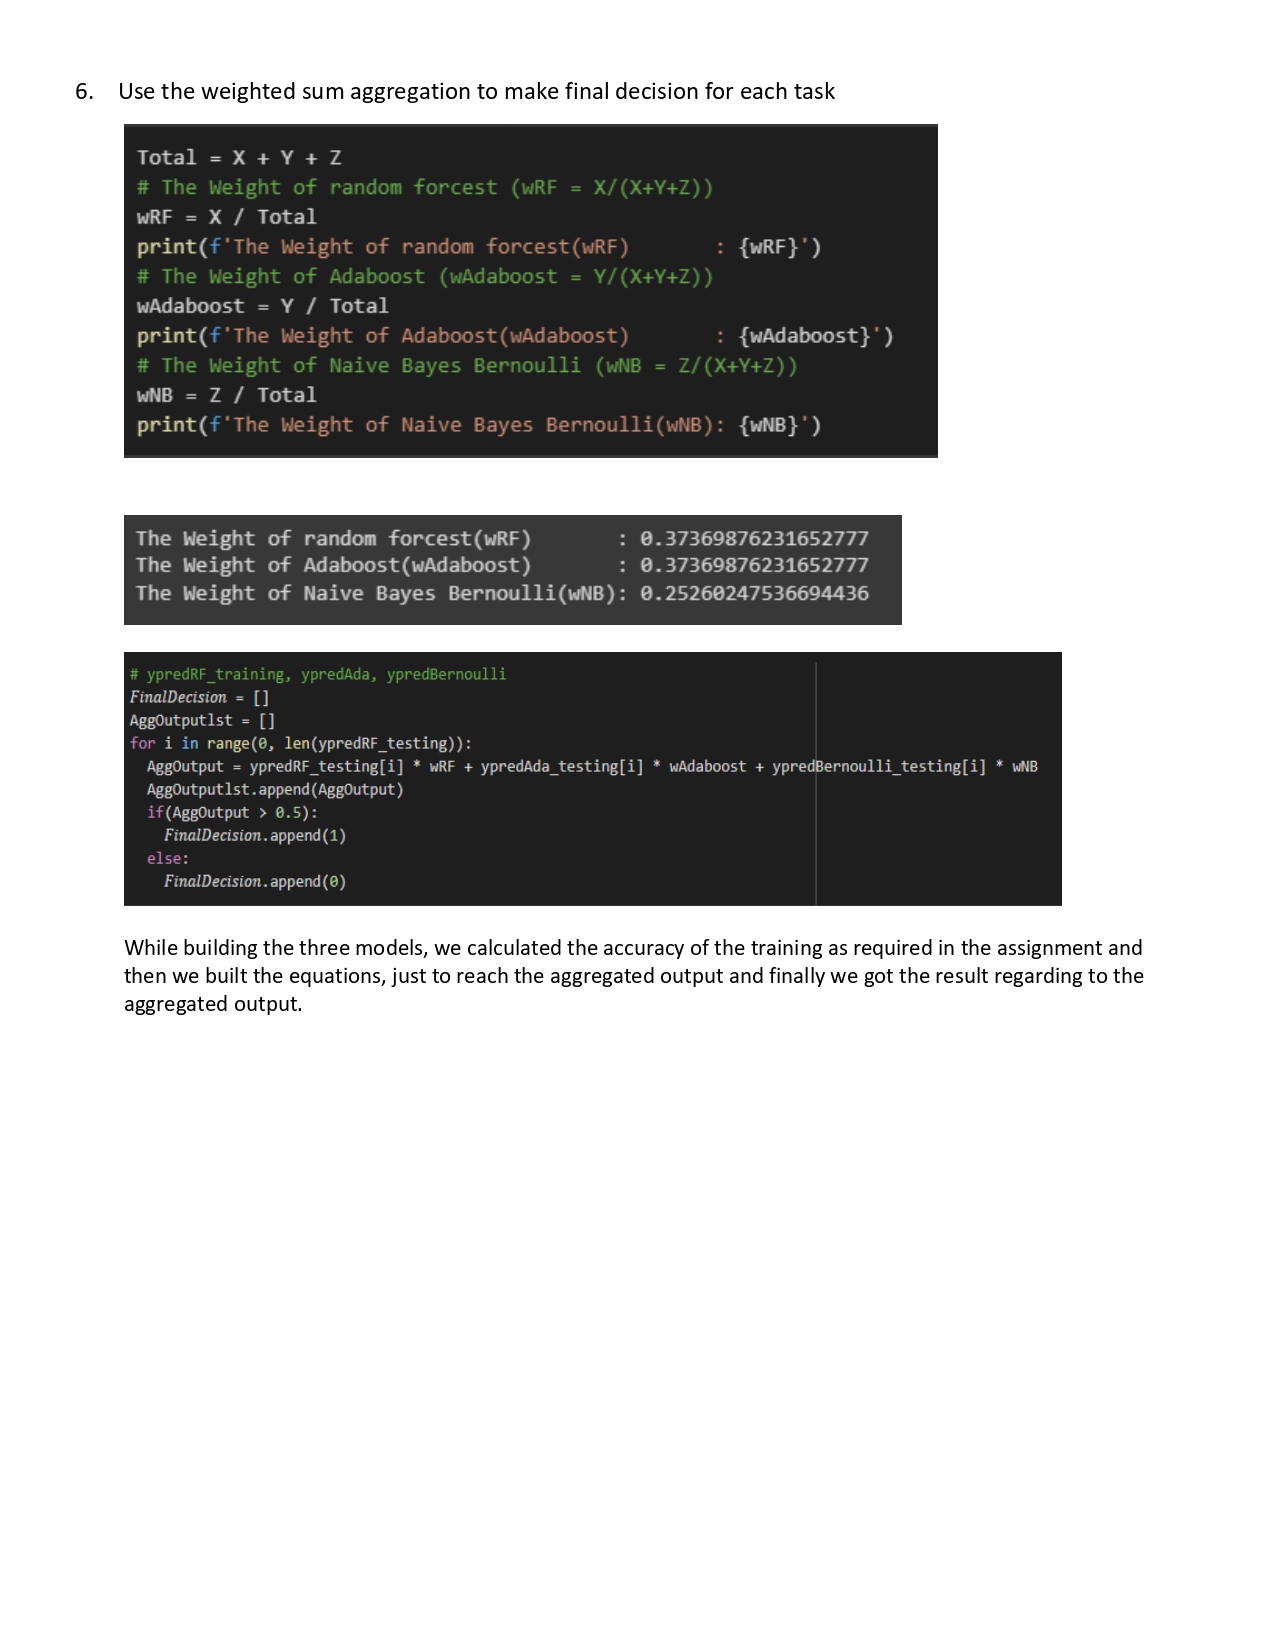 6. Use the weighted sum aggregation to make final decision for each task
Total = X + Y + Z
# The Weight of random forcest (wRF = X/(X+Y+Z))
wRF = X / Total
print(f'The Weight of random forcest(wRF)       : {wRF}')
# The Weight of Adaboost (wAdaboost = Y/(X+Y+Z))
wAdaboost = Y / Total
print(f'The Weight of Adaboost(wAdaboost)       : {wAdaboost}')
# The Weight of Naive Bayes Bernoulli (wNB = Z/(X+Y+Z))
wNB = Z / Total
print(f'The Weight of Naive Bayes Bernoulli(wNB): {wNB}')
The Weight of random forcest(wRF)       : 0.37369876231652777
The Weight of Adaboost(wAdaboost)       : 0.37369876231652777
The Weight of Naive Bayes Bernoulli(wNB): 0.25260247536694436
# ypredRF_training, ypredAda, ypredBernoulli
FinalDecision = []
AggOutputlst = []
for i in range(0, len(ypredRF_testing)):
  AggOutput = ypredRF_testing[i] * wRF + ypredAda_testing[i] * wAdaboost + ypredBernoulli_testing[i] * wNB
  AggOutputlst.append(AggOutput)
  if(AggOutput > 0.5):
    FinalDecision.append(1)
  else:
    FinalDecision.append(0)
While building the three models, we calculated the accuracy of the training as required in the assignment and
then we built the equations, just to reach the aggregated output and finally we got the result regarding to the
aggregated output.